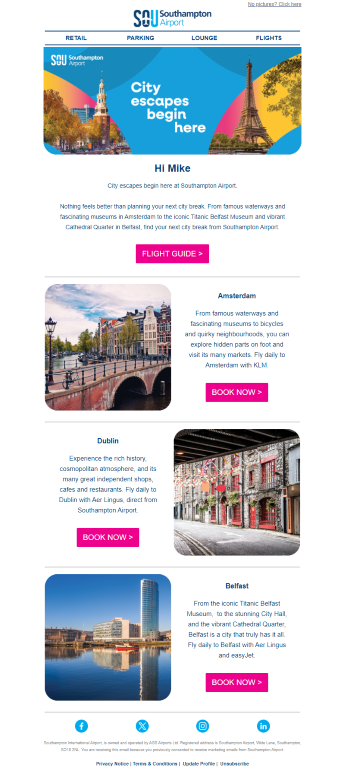 No pictures? Click here
SOU Southampton
Airport
RETAIL PARKING LOUNGE FLIGHTS
SOU Southampton
Airport
City
escapes
begin
here
Hi Mike
City escapes begin here at Southampton Airport.
Nothing feels better than planning your next city break. From famous waterways and
fascinating museums in Amsterdam to the iconic Titanic Belfast Museum and vibrant
Cathedral Quarter in Belfast, find your next city break from Southampton Airport.
FLIGHT GUIDE >
Amsterdam
From famous waterways and
fascinating museums to bicycles
and quirky neighbourhoods, you can
explore hidden parts on foot and
visit its many markets. Fly daily to
Amsterdam with KLM.
BOOK NOW >
Dublin
Experience the rich history,
cosmopolitan atmosphere, and its
many great independent shops,
cafes and restaurants. Fly daily to
Dublin with Aer Lingus, direct from
Southampton Airport.
BOOK NOW >
Belfast
From the iconic Titanic Belfast
Museum, to the stunning City Hall,
and the vibrant Cathedral Quarter,
Belfast is a city that truly has it all.
Fly daily to Belfast with Aer Lingus
and easyJet.
BOOK NOW >
Southampton International Airport, is owned and operated by AGS Airports Ltd. Registered address is Southampton Airport, Wide Lane, Southampton,
SO18 2NL. You are receiving this email because you previously consented to receive marketing emails from Southampton Airport.
Privacy Notice | Terms & Conditions | Update Profile | Unsubscribe